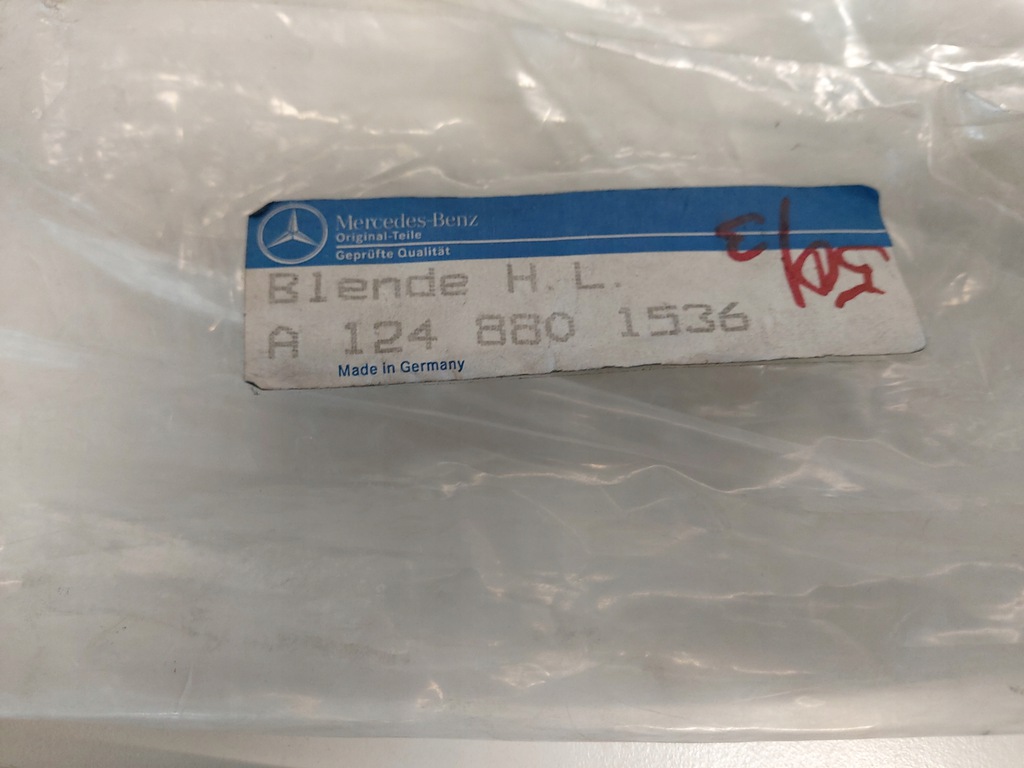 Mercedes-Benz
Original-Teile
Geprüfte Qualität
Blende H.L.
A 124 880 1536
Made in Germany